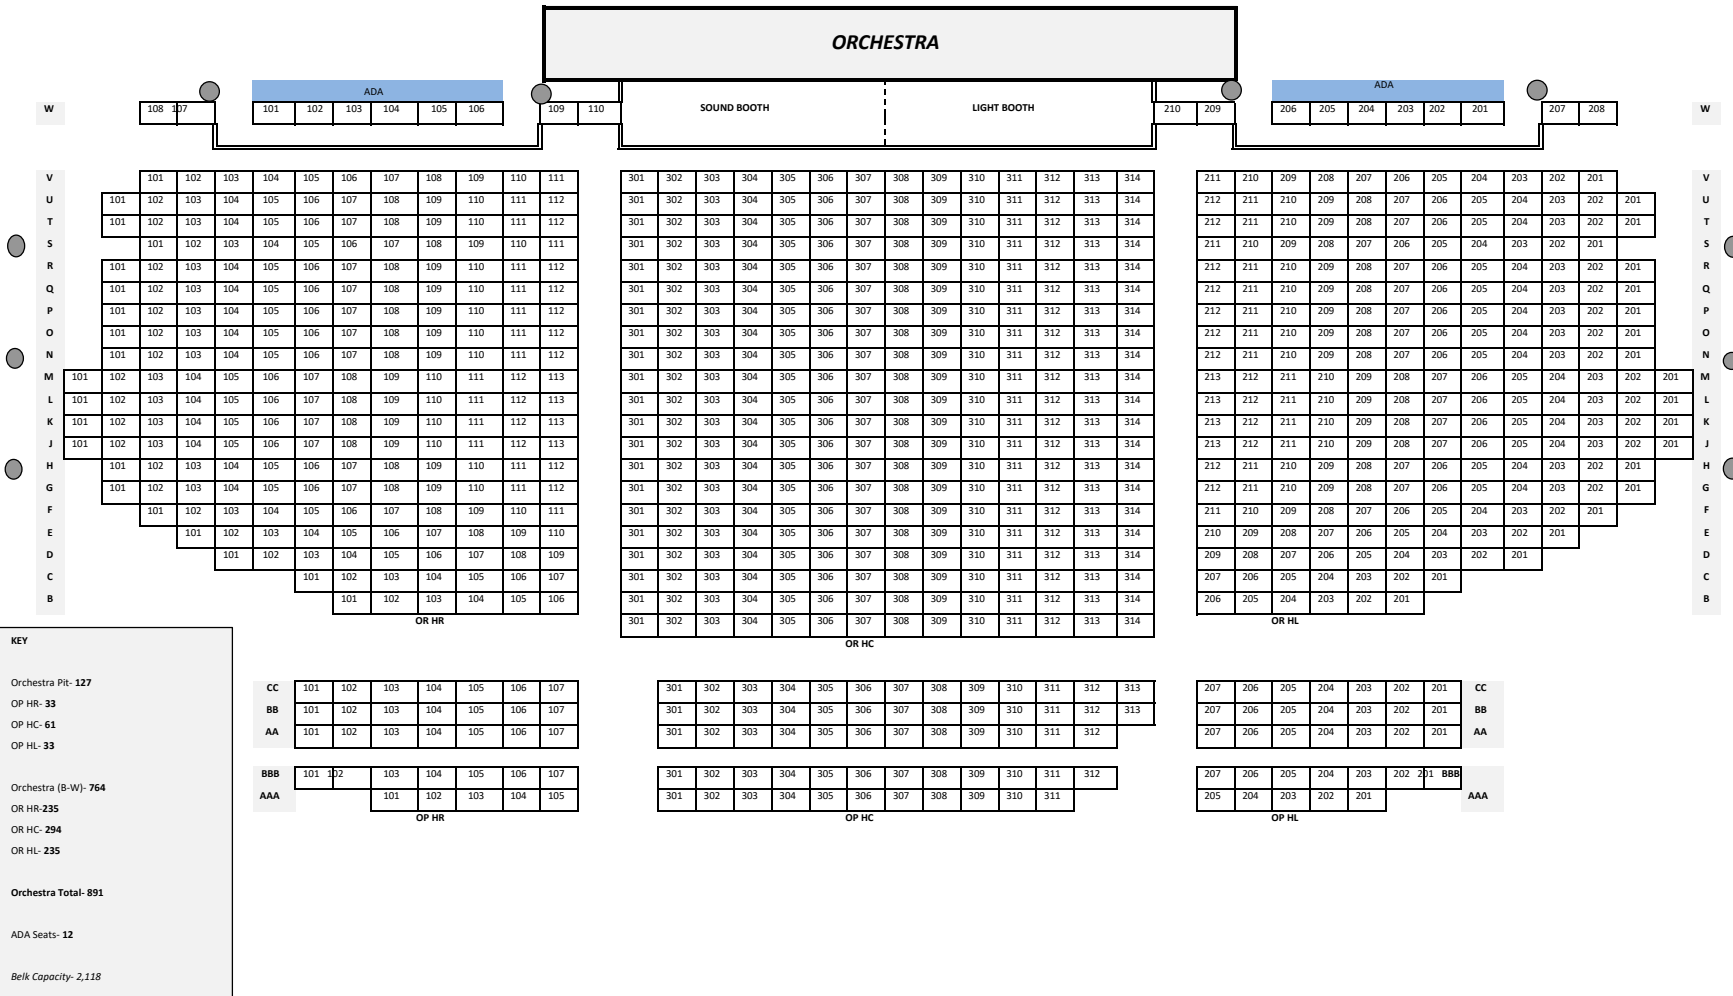 ORCHESTRA
ADA ADA
W 108 107 101 102 103 104 105 106 109 110 SOUND BOOTH LIGHT BOOTH 210 209 206 205 204 203 202 201 207 208 W
V 101 102 103 104 105 106 107 108 109 110 111 301 302 303 304 305 306 307 308 309 310 311 312 313 314 211 210 209 208 207 206 205 204 203 202 201 V
U 101 102 103 104 105 106 107 108 109 110 111 112 301 302 303 304 305 306 307 308 309 310 311 312 313 314 212 211 210 209 208 207 206 205 204 203 202 201 U
T 101 102 103 104 105 106 107 108 109 110 111 112 301 302 303 304 305 306 307 308 309 310 311 312 313 314 212 211 210 209 208 207 206 205 204 203 202 201 T
S 101 102 103 104 105 106 107 108 109 110 111 301 302 303 304 305 306 307 308 309 310 311 312 313 314 211 210 209 208 207 206 205 204 203 202 201 S
R 101 102 103 104 105 106 107 108 109 110 111 112 301 302 303 304 305 306 307 308 309 310 311 312 313 314 212 211 210 209 208 207 206 205 204 203 202 201 R
Q 101 102 103 104 105 106 107 108 109 110 111 112 301 302 303 304 305 306 307 308 309 310 311 312 313 314 212 211 210 209 208 207 206 205 204 203 202 201 Q
P 101 102 103 104 105 106 107 108 109 110 111 112 301 302 303 304 305 306 307 308 309 310 311 312 313 314 212 211 210 209 208 207 206 205 204 203 202 201 P
O 101 102 103 104 105 106 107 108 109 110 111 112 301 302 303 304 305 306 307 308 309 310 311 312 313 314 212 211 210 209 208 207 206 205 204 203 202 201 O
N 101 102 103 104 105 106 107 108 109 110 111 112 301 302 303 304 305 306 307 308 309 310 311 312 313 314 212 211 210 209 208 207 206 205 204 203 202 201 N
M 101 102 103 104 105 106 107 108 109 110 111 112 113 301 302 303 304 305 306 307 308 309 310 311 312 313 314 213 212 211 210 209 208 207 206 205 204 203 202 201 M
L 101 102 103 104 105 106 107 108 109 110 111 112 113 301 302 303 304 305 306 307 308 309 310 311 312 313 314 213 212 211 210 209 208 207 206 205 204 203 202 201 L
K 101 102 103 104 105 106 107 108 109 110 111 112 113 301 302 303 304 305 306 307 308 309 310 311 312 313 314 213 212 211 210 209 208 207 206 205 204 203 202 201 K
J 101 102 103 104 105 106 107 108 109 110 111 112 113 301 302 303 304 305 306 307 308 309 310 311 312 313 314 213 212 211 210 209 208 207 206 205 204 203 202 201 J
H 101 102 103 104 105 106 107 108 109 110 111 112 301 302 303 304 305 306 307 308 309 310 311 312 313 314 212 211 210 209 208 207 206 205 204 203 202 201 H
G 101 102 103 104 105 106 107 108 109 110 111 112 301 302 303 304 305 306 307 308 309 310 311 312 313 314 212 211 210 209 208 207 206 205 204 203 202 201 G
F 101 102 103 104 105 106 107 108 109 110 111 301 302 303 304 305 306 307 308 309 310 311 312 313 314 211 210 209 208 207 206 205 204 203 202 201 F
E 101 102 103 104 105 106 107 108 109 110 301 302 303 304 305 306 307 308 309 310 311 312 313 314 210 209 208 207 206 205 204 203 202 201 E
D 101 102 103 104 105 106 107 108 109 301 302 303 304 305 306 307 308 309 310 311 312 313 314 209 208 207 206 205 204 203 202 201 D
C 101 102 103 104 105 106 107 301 302 303 304 305 306 307 308 309 310 311 312 313 314 207 206 205 204 203 202 201 C
B 101 102 103 104 105 106 301 302 303 304 305 306 307 308 309 310 311 312 313 314 206 205 204 203 202 201 B
OR HR 301 302 303 304 305 306 307 308 309 310 311 312 313 314 OR HL
OR HC
CC 101 102 103 104 105 106 107 301 302 303 304 305 306 307 308 309 310 311 312 313 207 206 205 204 203 202 201 CC
BB 101 102 103 104 105 106 107 301 302 303 304 305 306 307 308 309 310 311 312 313 207 206 205 204 203 202 201 BB
AA 101 102 103 104 105 106 107 301 302 303 304 305 306 307 308 309 310 311 312 207 206 205 204 203 202 201 AA
BBB 101 102 103 104 105 106 107 301 302 303 304 305 306 307 308 309 310 311 312 207 206 205 204 203 202 201 BBB
AAA 101 102 103 104 105 301 302 303 304 305 306 307 308 309 310 311 205 204 203 202 201 AAA
OP HR OP HC OP HL
KEY
Orchestra Pit- 127
OP HR- 33
OP HC- 61
OP HL- 33
Orchestra (B-W)- 764
OR HR-235
OR HC- 294
OR HL- 235
Orchestra Total- 891
ADA Seats- 12
Belk Capacity- 2,118